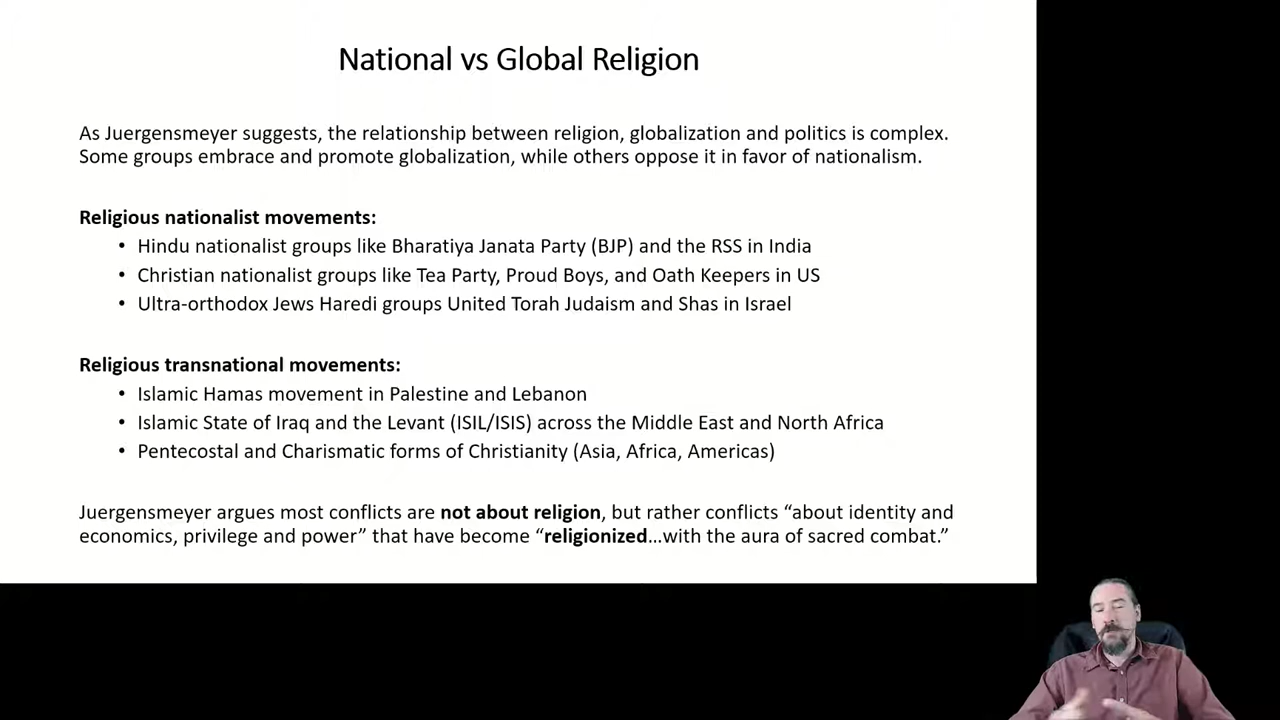 National vs Global Religion
As Juergensmeyer suggests, the relationship between religion, globalization and politics is complex.
Some groups embrace and promote globalization, while others oppose it in favor of nationalism.
Religious nationalist movements:
• Hindu nationalist groups like Bharatiya Janata Party (BJP) and the RSS in India
• Christian nationalist groups like Tea Party, Proud Boys, and Oath Keepers in US
• Ultra-orthodox Jews Haredi groups United Torah Judaism and Shas in Israel
Religious transnational movements:
• Islamic Hamas movement in Palestine and Lebanon
• Islamic State of Iraq and the Levant (ISIL/ISIS) across the Middle East and North Africa
• Pentecostal and Charismatic forms of Christianity (Asia, Africa, Americas)
Juergensmeyer argues most conflicts are not about religion, but rather conflicts “about identity and
economics, privilege and power” that have become “religionized…with the aura of sacred combat.”